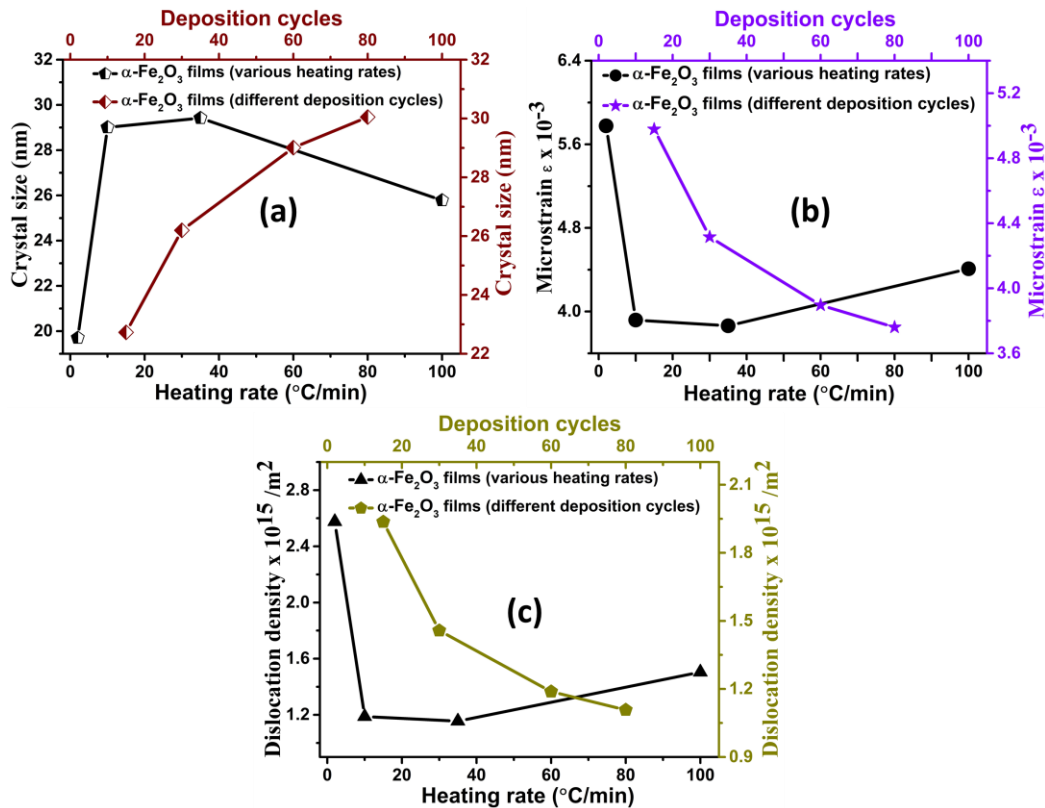 Deposition cycles
0 20 40 60 80 100
32
30
28
26
24
22
20
Crystal size (nm)
α-Fe₂O₃ films (various heating rates)
α-Fe₂O₃ films (different deposition cycles)
(a)
32
30
29
26
23
22
Crystal size (nm)
0 20 40 60 80 100
Heating rate (°C/min)
Deposition cycles
0 20 40 60 80 100
(b)
6.4
5.6
4.8
4.0
Microstrain ε x 10⁻³
α-Fe₂O₃ films (various heating rates)
α-Fe₂O₃ films (different deposition cycles)
(b)
5.2
4.8
4.4
4.0
3.6
Microstrain ε x 10⁻³
0 20 40 60 80 100
Heating rate (°C/min)
Deposition cycles
0 20 40 60 80 100
2.8
2.4
2.0
1.6
1.2
Dislocation density x 10¹⁵ /m²
α-Fe₂O₃ films (various heating rates)
α-Fe₂O₃ films (different deposition cycles)
(c)
2.1
1.8
1.5
1.2
0.9
Dislocation density x 10¹⁵ /m²
0 20 40 60 80 100
Heating rate (°C/min)